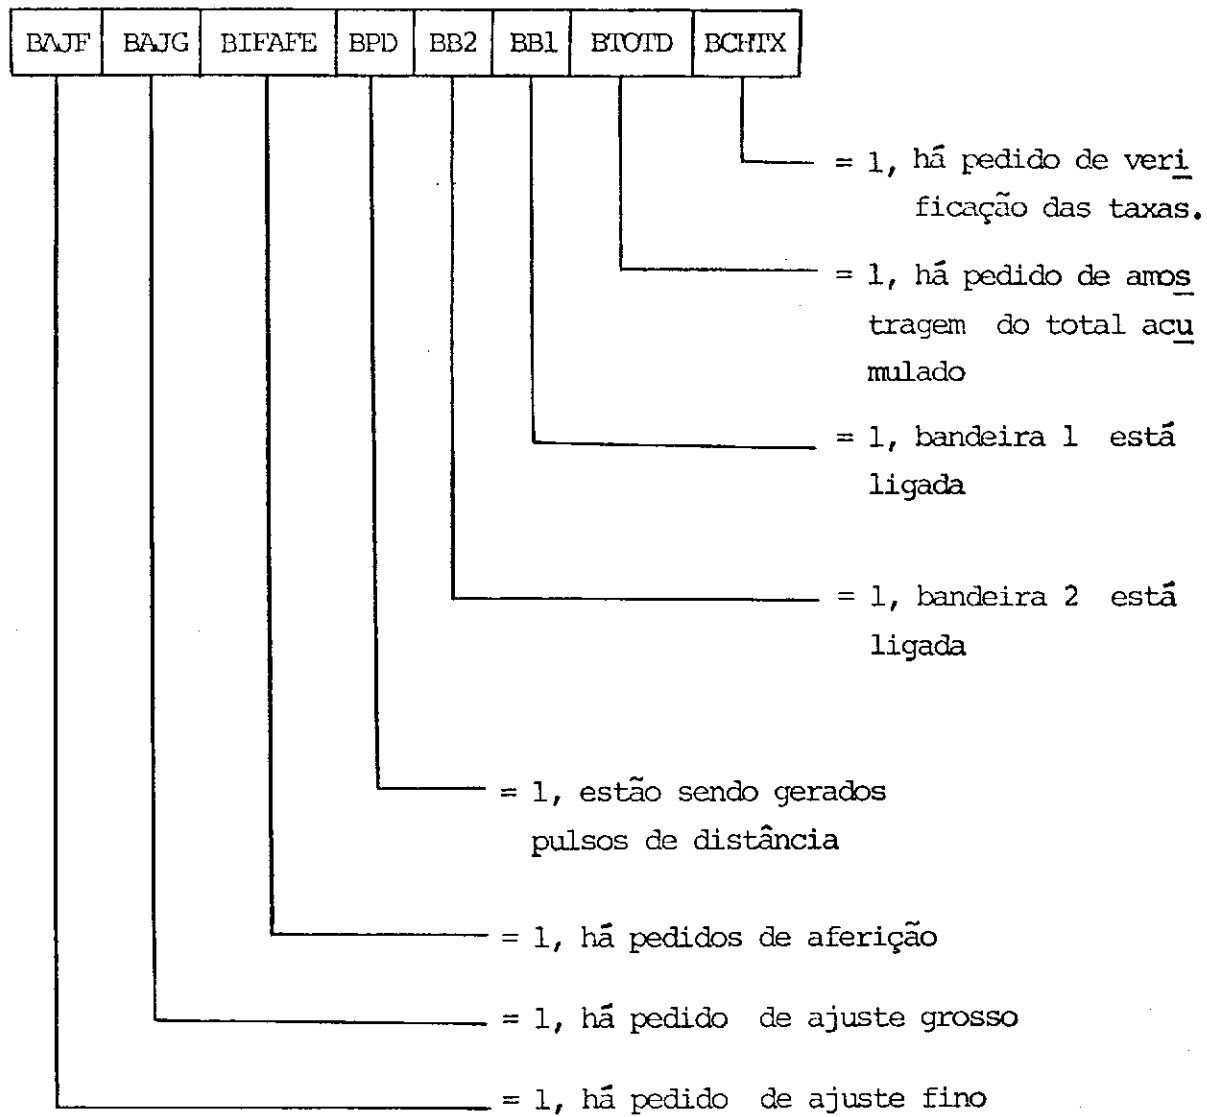 BAJF BAJG BIFAFE BPD BB2 BB1 BTOTD BCHTX
= 1, há pedido de veri
ficação das taxas.
= 1, há pedido de amos
tragem do total acu
mulado
= 1, bandeira 1 está
ligada
= 1, bandeira 2 está
ligada
= 1, estão sendo gerados
pulsos de distância
= 1, há pedidos de aferição
= 1, há pedido de ajuste grosso
= 1, há pedido de ajuste fino